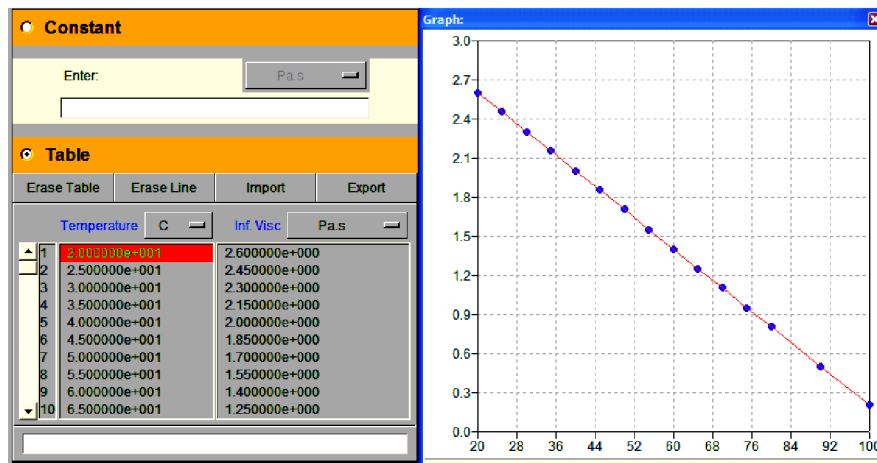 Constant
Enter:
Pa.s
Table
Erase Table Erase Line Import Export
Temperature C Inf. Visc Pa.s
1 2.000000e+001 2.600000e+000
2 2.500000e+001 2.450000e+000
3 3.000000e+001 2.300000e+000
4 3.500000e+001 2.150000e+000
5 4.000000e+001 2.000000e+000
6 4.500000e+001 1.850000e+000
7 5.000000e+001 1.700000e+000
8 5.500000e+001 1.550000e+000
9 6.000000e+001 1.400000e+000
10 6.500000e+001 1.250000e+000
Graph:
3.0
2.7
2.4
2.1
1.8
1.5
1.2
0.9
0.6
0.3
0.0
20 28 36 44 52 60 68 76 84 92 100